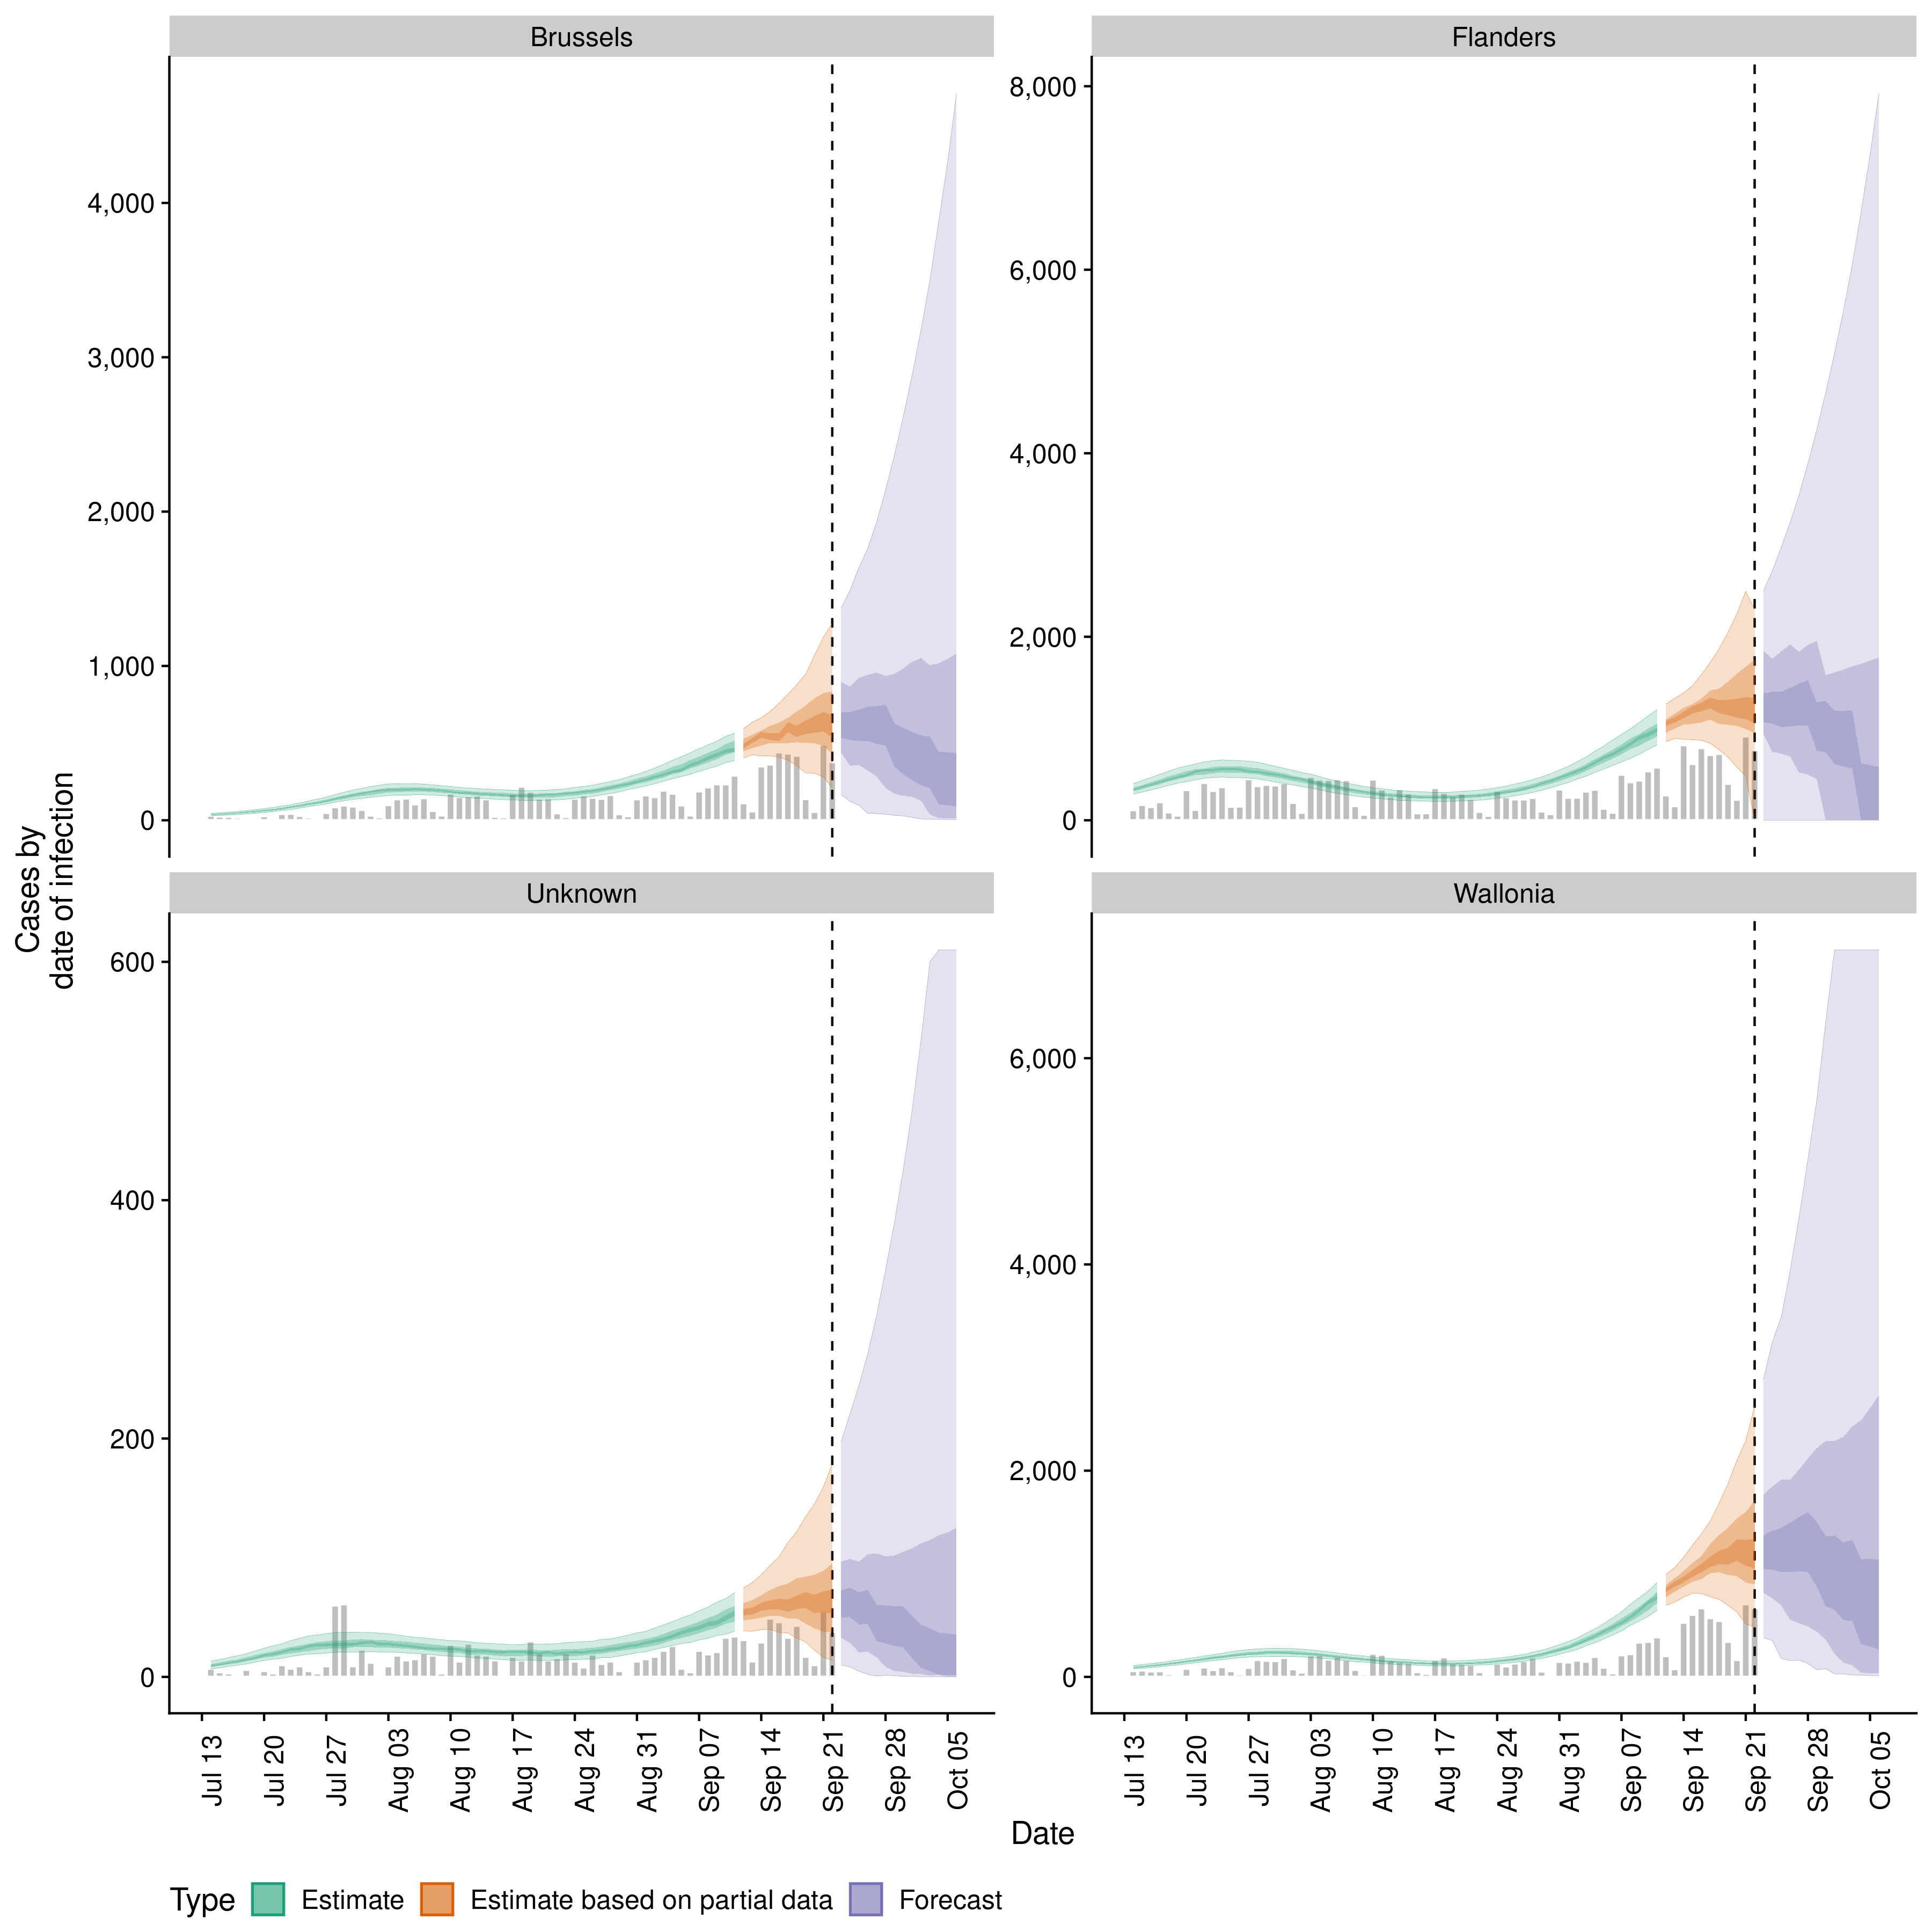 Brussels
Flanders
4,000
3,000
2,000
1,000
0
8,000
6,000
4,000
2,000
0
Cases by
date of infection
Unknown
Wallonia
600
400
200
0
6,000
4,000
2,000
0
Jul 13
Jul 20
Jul 27
Aug 03
Aug 10
Aug 17
Aug 24
Aug 31
Sep 07
Sep 14
Sep 21
Sep 28
Oct 05
Jul 13
Jul 20
Jul 27
Aug 03
Aug 10
Aug 17
Aug 24
Aug 31
Sep 07
Sep 14
Sep 21
Sep 28
Oct 05
Date
Type Estimate Estimate based on partial data Forecast